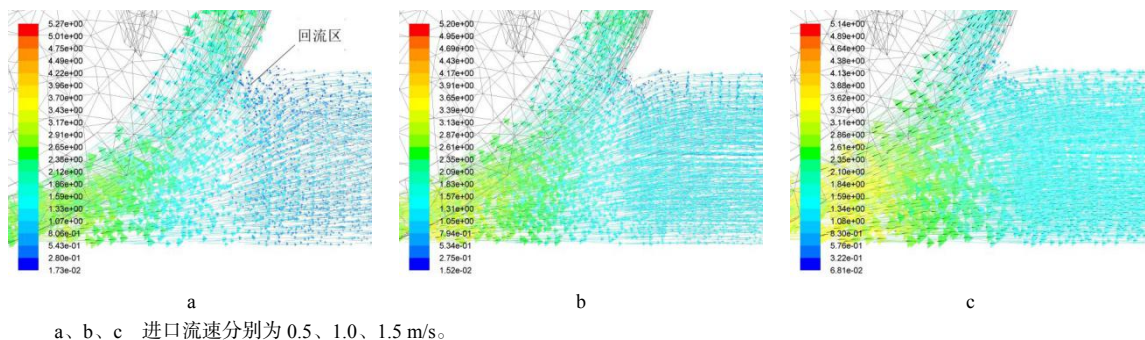 5.27e+00
5.01e+00
4.75e+00
4.49e+00
4.22e+00
3.96e+00
3.70e+00
3.43e+00
3.17e+00
2.91e+00
2.65e+00
2.38e+00
2.12e+00
1.86e+00
1.59e+00
1.33e+00
1.07e+00
8.06e-01
5.43e-01
2.80e-01
1.73e-02
回流区
5.20e+00
4.95e+00
4.69e+00
4.43e+00
4.17e+00
3.91e+00
3.65e+00
3.39e+00
3.13e+00
2.87e+00
2.61e+00
2.35e+00
2.09e+00
1.83e+00
1.57e+00
1.31e+00
1.05e+00
7.94e-01
5.34e-01
2.75e-01
1.52e-02
5.14e+00
4.89e+00
4.64e+00
4.38e+00
4.13e+00
3.88e+00
3.62e+00
3.37e+00
3.11e+00
2.86e+00
2.61e+00
2.35e+00
2.10e+00
1.84e+00
1.59e+00
1.34e+00
1.08e+00
8.30e-01
5.76e-01
3.22e-01
6.81e-02
a
b
c
a、b、c 进口流速分别为 0.5、1.0、1.5 m/s。